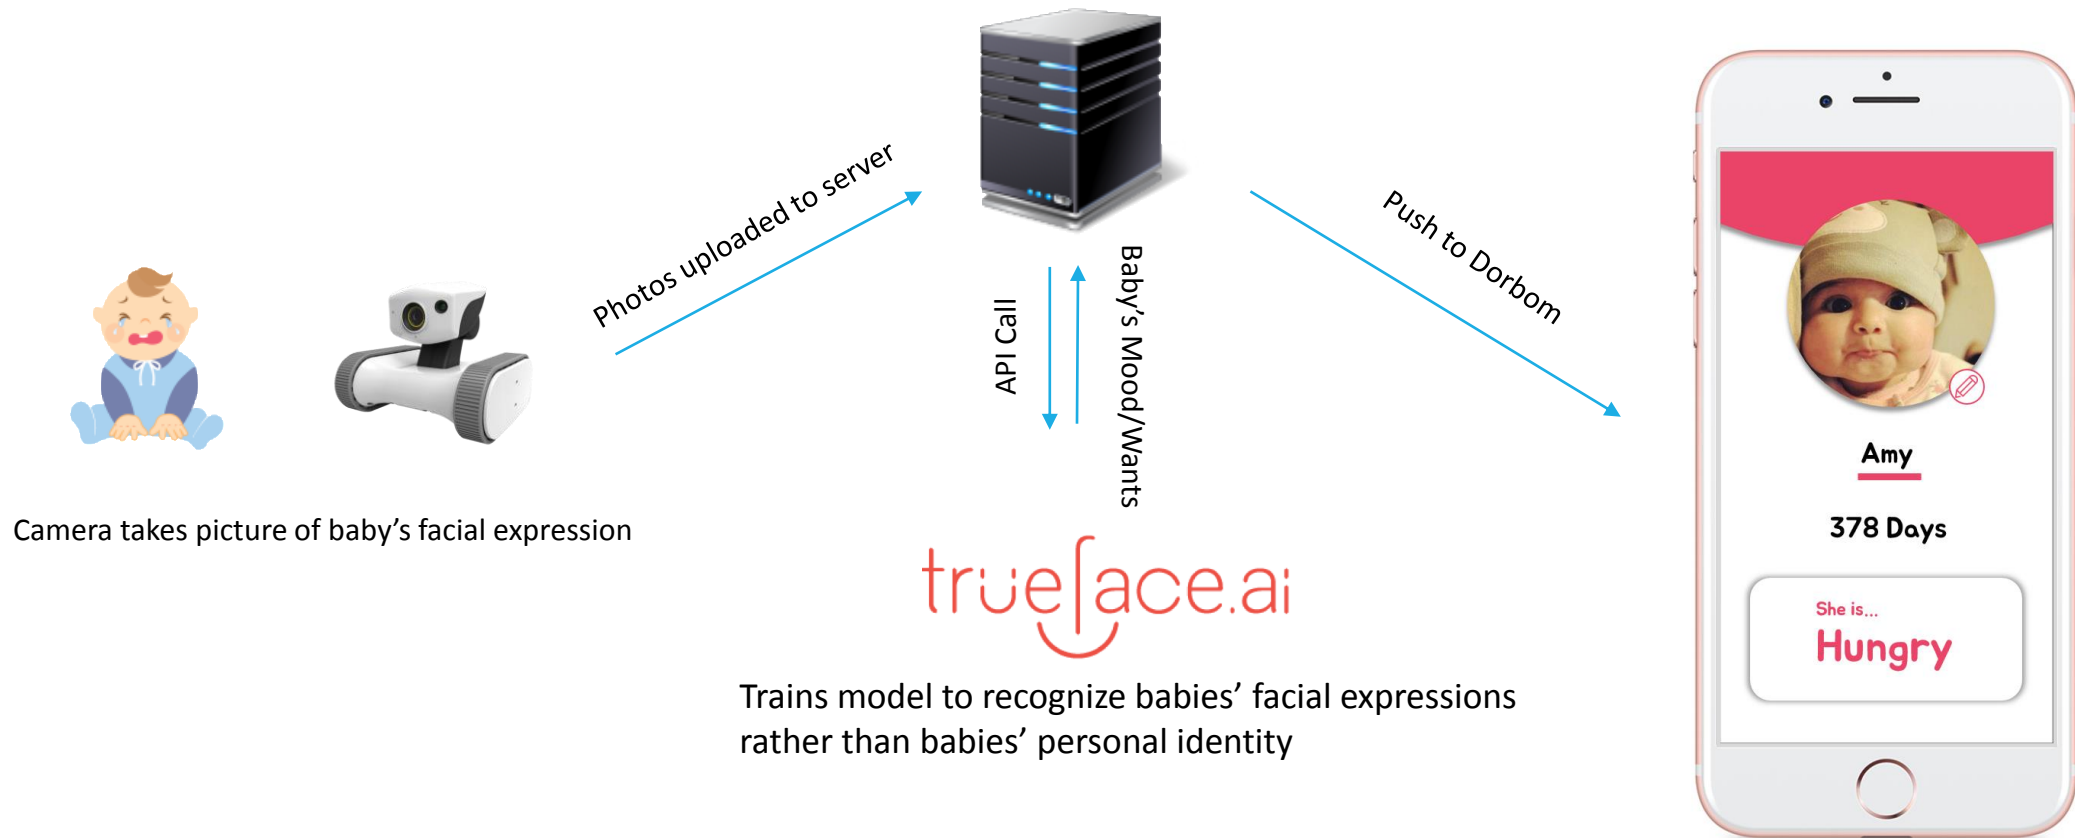 Camera takes picture of baby’s facial expression
Photos uploaded to server
API Call
Baby’s Mood/Wants
trueface.ai
Trains model to recognize babies’ facial expressions
rather than babies’ personal identity
Push to Dorbom
Amy
378 Days
She is...
Hungry